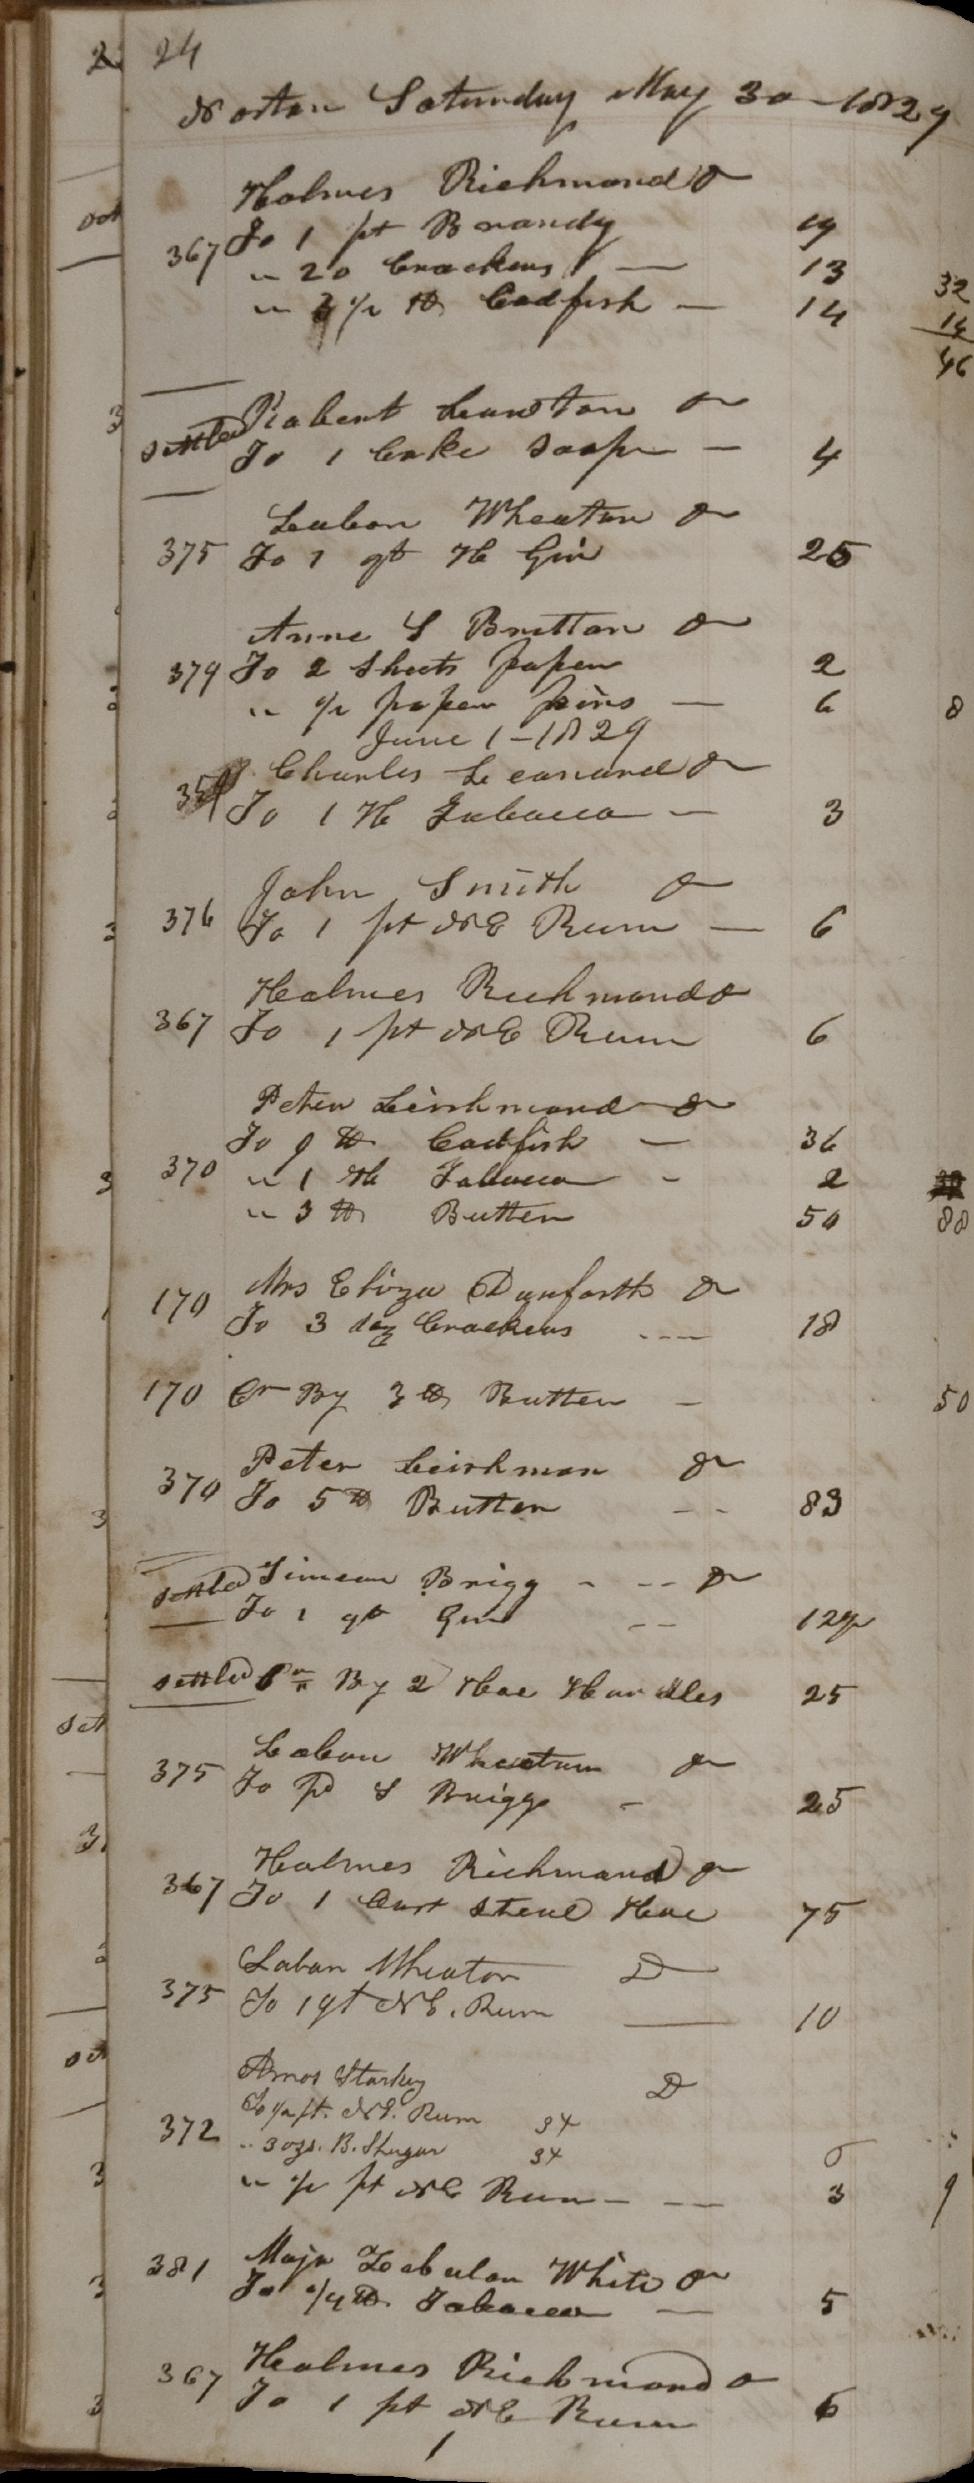 24
Norton Saturday May 30 - 1829
Holmes Richmond Dr
367 To 1 pt Brandy 19
" 20 Crackers — 13 32
" 3 1/2 lb Codfish — 14 14
46
Robert Dr
settled To 1 Cake Soap — 4
Laban Wheaton Dr
375 To 1 qt H Gin 25
Anne S Britton Dr
379 To 2 Sheets paper 2
" 1/2 paper pins — 6 8
June 1 - 1829
Charles Leonard Dr
To 1 H Tobacco — 3
John Smith Dr
376 To 1 pt N E Rum — 6
Holmes Richmond Dr
367 To 1 pt N E Rum 6
Peter Leishmand Dr
To 9 lb Codfish — 36
370 " 1 Tobacco - 2
" 3 lb Butter 50 88
Mrs Eliza Danforth Dr
170 To 3 doz Crackers ---- 18
170 Cr By 3 lb Butter - 50
Peter Leishman Dr
370 To 5 lb Butter -- 83
settled Simeon Brigg - -- Dr
To 1 qt Gin -- 12 1/2
settled Cr By 2 Hoe Handles 25
Laban Wheaton Dr
375 To pd S Briggs - 25
Holmes Richmond Dr
367 To 1 Cast Steel Hoe 75
Laban Wheaton D
375 To 1 qt N E. Rum — 10
Amos Starkey D
To 1/2 pt. N E. Rum 3 4
372 " 3 ozs. B. Shugar 3 4 6
" 1/2 pt N E Rum - -- 3 9
381 Majr Zebulon White Dr
To 1/4 lb. Tobacco — 5
367 Holmes Richmond Dr
To 1 pt N E Rum 6
1